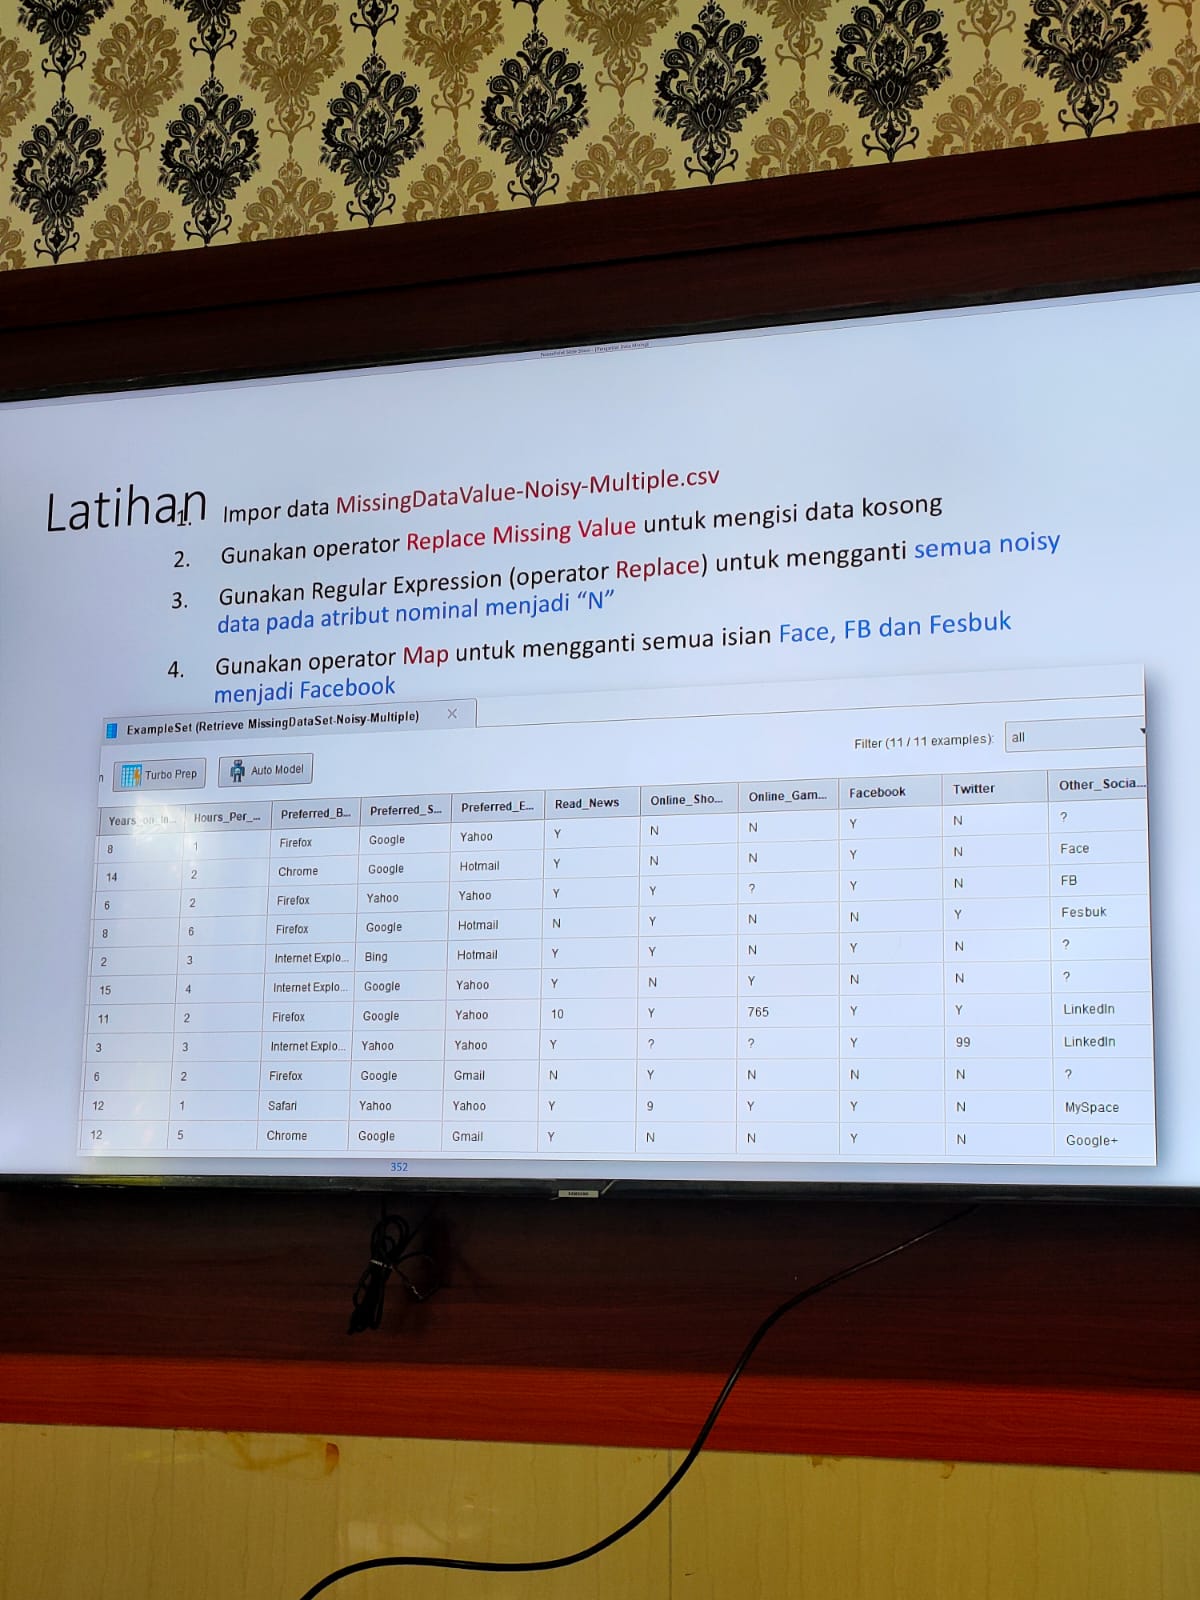 Latihan
1. Impor data MissingDataValue-Noisy-Multiple.csv
2. Gunakan operator Replace Missing Value untuk mengisi data kosong
3. Gunakan Regular Expression (operator Replace) untuk mengganti semua noisy
data pada atribut nominal menjadi “N”
4. Gunakan operator Map untuk mengganti semua isian Face, FB dan Fesbuk
menjadi Facebook
ExampleSet (Retrieve MissingDataSet-Noisy-Multiple)
n Turbo Prep Auto Model Filter (11 / 11 examples): all
Years_on_In... Hours_Per_... Preferred_B... Preferred_S... Preferred_E... Read_News Online_Sho... Online_Gam... Facebook Twitter Other_Socia...
8 1 Firefox Google Yahoo Y N N Y N ?
14 2 Chrome Google Hotmail Y N N Y N Face
6 2 Firefox Yahoo Yahoo Y Y ? Y N FB
8 6 Firefox Google Hotmail N Y N N Y Fesbuk
2 3 Internet Explo... Bing Hotmail Y Y N Y N ?
15 4 Internet Explo... Google Yahoo Y N Y N N ?
11 2 Firefox Google Yahoo 10 Y 765 Y Y LinkedIn
3 3 Internet Explo... Yahoo Yahoo Y ? ? Y 99 LinkedIn
6 2 Firefox Google Gmail N Y N N N ?
12 1 Safari Yahoo Yahoo Y 9 Y Y N MySpace
12 5 Chrome Google Gmail Y N N Y N Google+
352
SAMSUNG